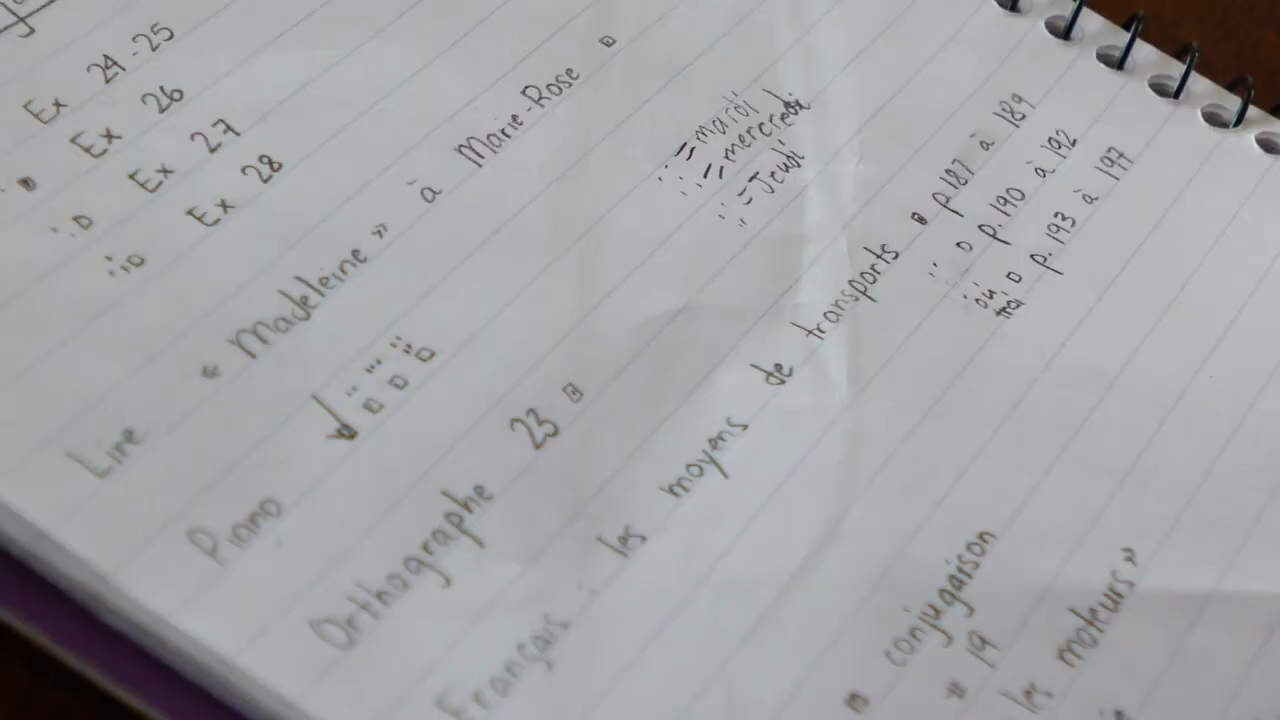 Ex 24-25
Ex 26
Ex 27
Ex 28
Lire « Madeleine » à Marie-Rose
mardi
mercredi
Jeudi
Piano
Orthographe 23
Français : les moyens de transports p187 à 189
p. 190 à 192
p. 193 à 197
conjugaison
" 19
les moteurs »